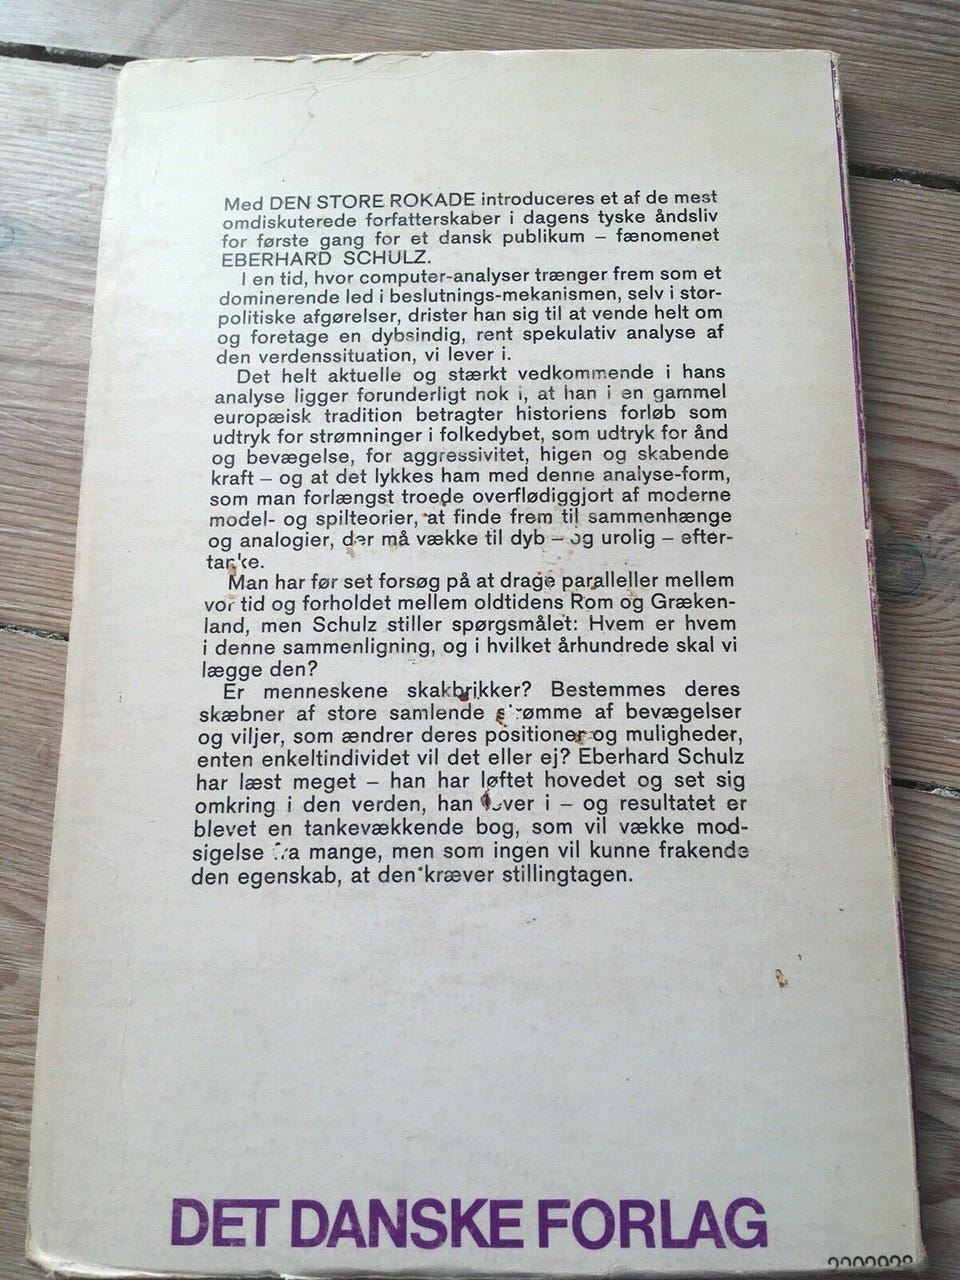 Med DEN STORE ROKADE introduceres et af de mest
omdiskuterede forfatterskaber i dagens tyske åndsliv
for første gang for et dansk publikum – fænomenet
EBERHARD SCHULZ.
I en tid, hvor computer-analyser trænger frem som et
dominerende led i beslutnings-mekanismen, selv i stor-
politiske afgørelser, drister han sig til at vende helt om
og foretage en dybsindig, rent spekulativ analyse af
den verdenssituation, vi lever i.
Det helt aktuelle og stærkt vedkommende i hans
analyse ligger forunderligt nok i, at han i en gammel
europæisk tradition betragter historiens forløb som
udtryk for strømninger i folkedybet, som udtryk for ånd
og bevægelse, for aggressivitet, higen og skabende
kraft – og at det lykkes ham med denne analyse-form,
som man forlængst troede overflødiggjort af moderne
model- og spilteorier, at finde frem til sammenhænge
og analogier, der må vække til dyb – og urolig – efter-
tanke.
Man har før set forsøg på at drage paralleller mellem
vor tid og forholdet mellem oldtidens Rom og Græken-
land, men Schulz stiller spørgsmålet: Hvem er hvem
i denne sammenligning, og i hvilket århundrede skal vi
lægge den?
Er menneskene skakbrikker? Bestemmes deres
skæbner af store samlende strømme af bevægelser
og viljer, som ændrer deres positioner og muligheder,
enten enkeltindividet vil det eller ej? Eberhard Schulz
har læst meget – han har løftet hovedet og set sig
omkring i den verden, han lever i – og resultatet er
blevet en tankevækkende bog, som vil vække mod-
sigelse fra mange, men som ingen vil kunne frakende
den egenskab, at den kræver stillingtagen.
DET DANSKE FORLAG